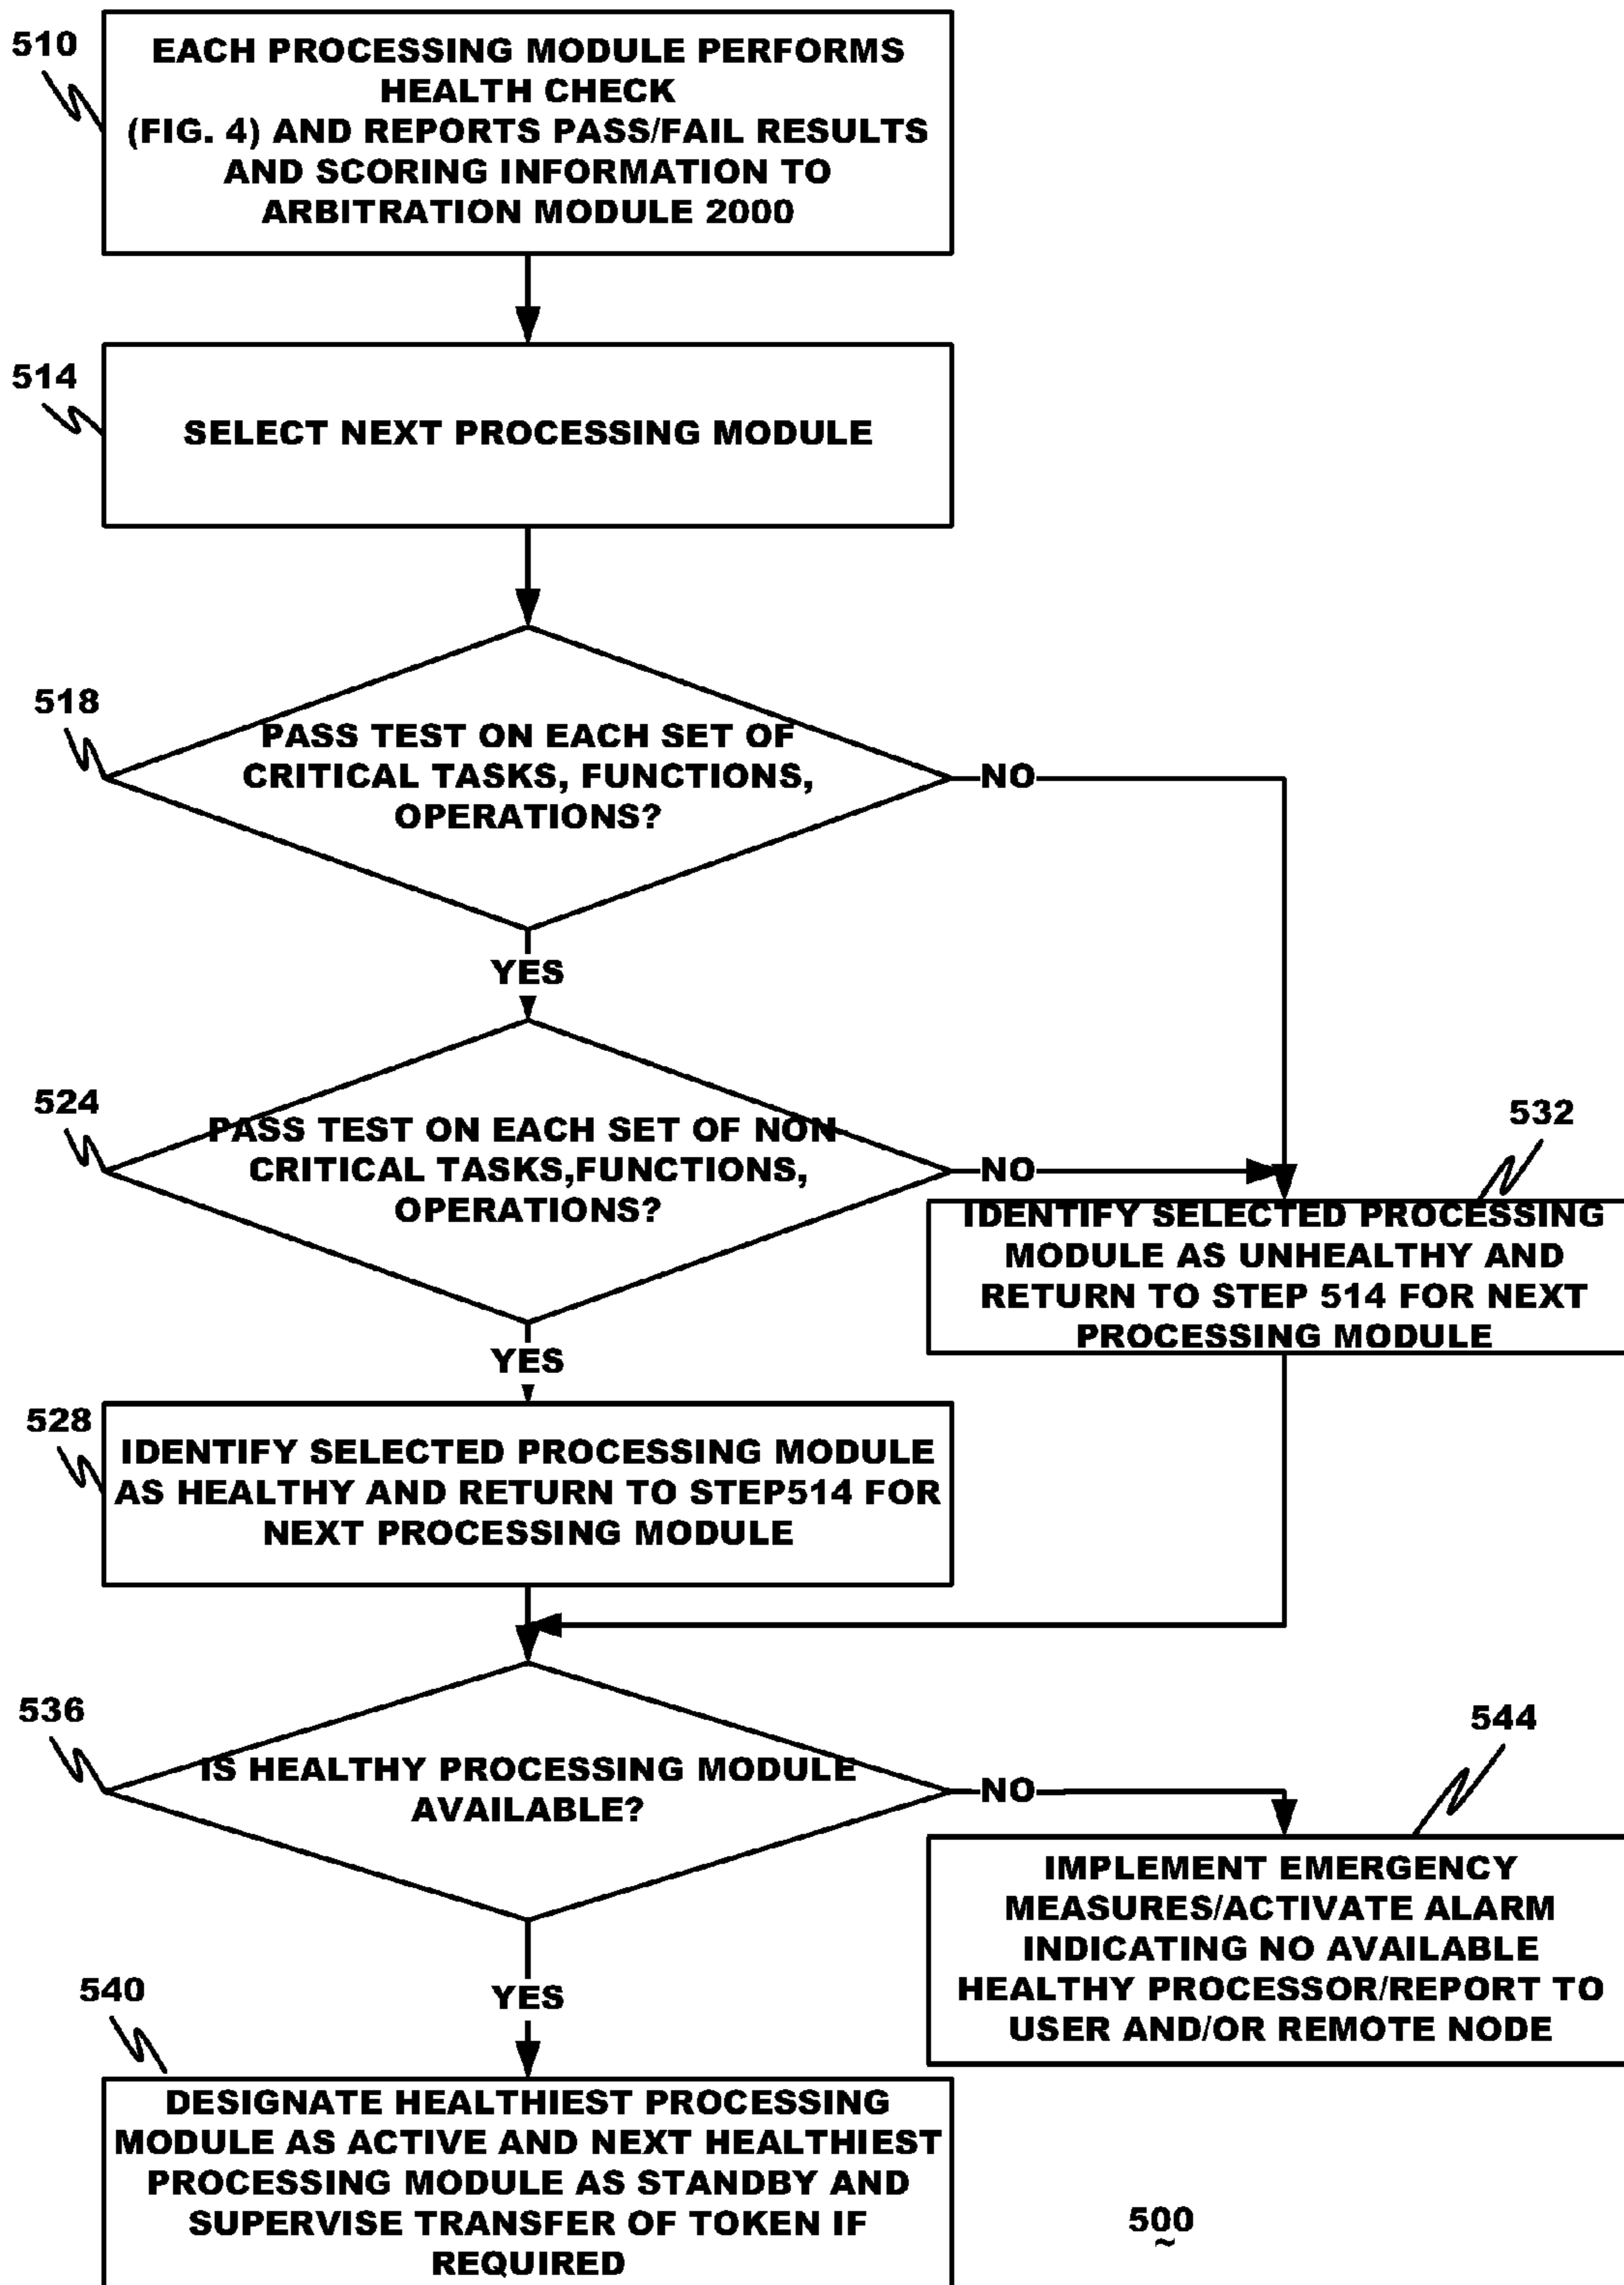 510
EACH PROCESSING MODULE PERFORMS
HEALTH CHECK
(FIG. 4) AND REPORTS PASS/FAIL RESULTS
AND SCORING INFORMATION TO
ARBITRATION MODULE 2000
514
SELECT NEXT PROCESSING MODULE
518
PASS TEST ON EACH SET OF
CRITICAL TASKS, FUNCTIONS,
OPERATIONS?
NO
YES
524
PASS TEST ON EACH SET OF NON
CRITICAL TASKS,FUNCTIONS,
OPERATIONS?
NO
532
IDENTIFY SELECTED PROCESSING
MODULE AS UNHEALTHY AND
RETURN TO STEP 514 FOR NEXT
PROCESSING MODULE
YES
528
IDENTIFY SELECTED PROCESSING MODULE
AS HEALTHY AND RETURN TO STEP514 FOR
NEXT PROCESSING MODULE
536
IS HEALTHY PROCESSING MODULE
AVAILABLE?
NO
544
IMPLEMENT EMERGENCY
MEASURES/ACTIVATE ALARM
INDICATING NO AVAILABLE
HEALTHY PROCESSOR/REPORT TO
USER AND/OR REMOTE NODE
YES
540
DESIGNATE HEALTHIEST PROCESSING
MODULE AS ACTIVE AND NEXT HEALTHIEST
PROCESSING MODULE AS STANDBY AND
SUPERVISE TRANSFER OF TOKEN IF
REQUIRED
500
~